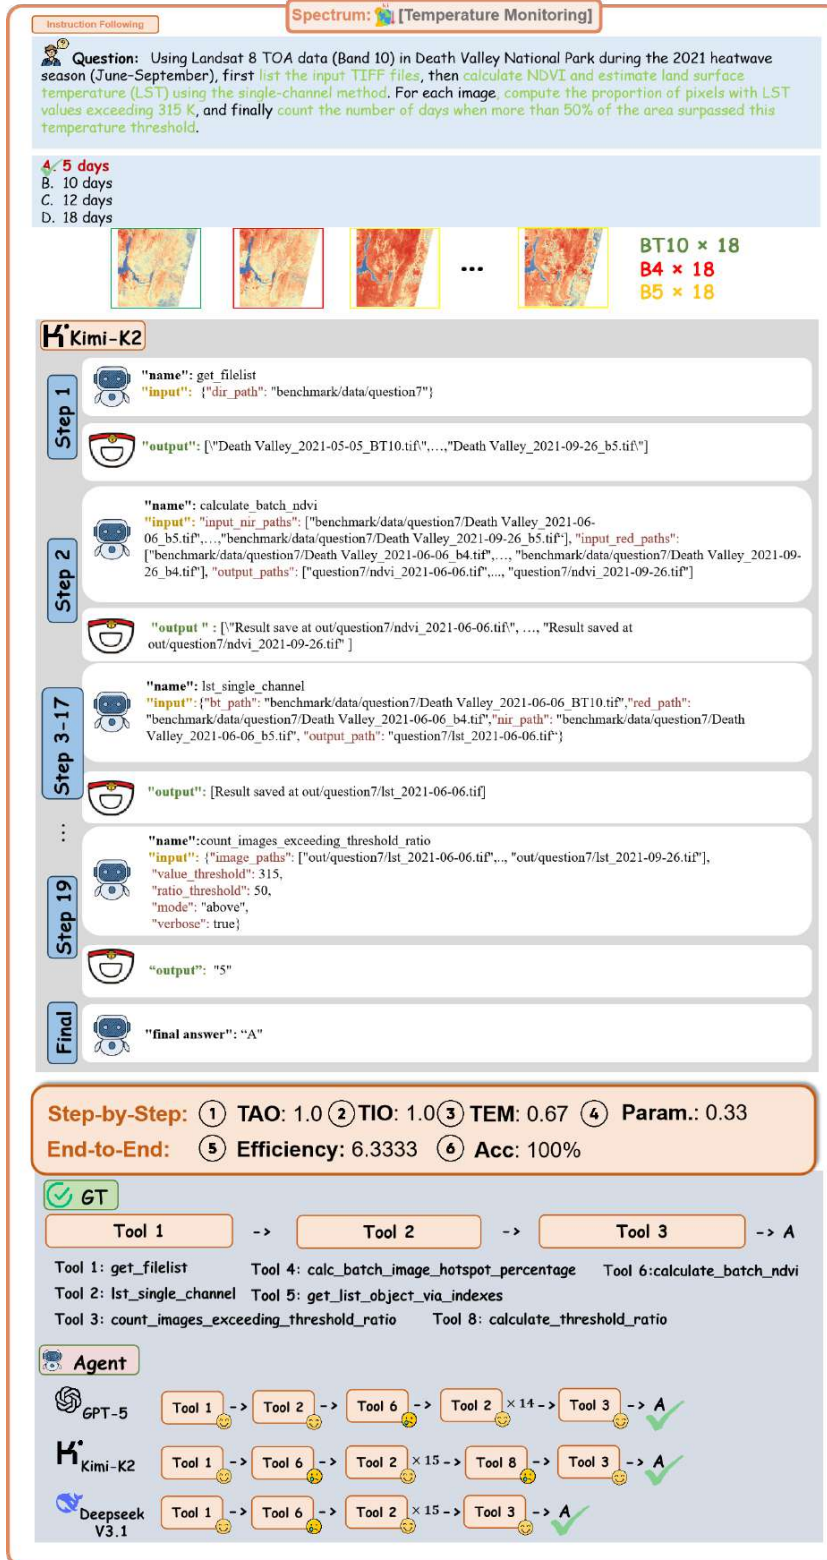 Spectrum: [Temperature Monitoring]
Instruction Following
Question: Using Landsat 8 TOA data (Band 10) in Death Valley National Park during the 2021 heatwave
season (June–September), first list the input TIFF files, then calculate NDVI and estimate land surface
temperature (LST) using the single-channel method. For each image, compute the proportion of pixels with LST
values exceeding 315 K, and finally count the number of days when more than 50% of the area surpassed this
temperature threshold.
A. 5 days
B. 10 days
C. 12 days
D. 18 days
...
BT10 × 18
B4 × 18
B5 × 18
Kimi-K2
Step 1
"name": get_filelist
"input": {"dir_path": "benchmark/data/question7"}
"output": [\"Death Valley_2021-05-05_BT10.tif\",…,"Death Valley_2021-09-26_b5.tif\"]
Step 2
"name": calculate_batch_ndvi
"input": "input_nir_paths": ["benchmark/data/question7/Death Valley_2021-06-
06_b5.tif",…,"benchmark/data/question7/Death Valley_2021-09-26_b5.tif"], "input_red_paths":
["benchmark/data/question7/Death Valley_2021-06-06_b4.tif",…, "benchmark/data/question7/Death Valley_2021-09-
26_b4.tif"], "output_paths": ["question7/ndvi_2021-06-06.tif",..., "question7/ndvi_2021-09-26.tif"]
"output " : [\"Result save at out/question7/ndvi_2021-06-06.tif\", …, "Result saved at
out/question7/ndvi_2021-09-26.tif" ]
Step 3-17
"name": lst_single_channel
"input":{"bt_path": "benchmark/data/question7/Death Valley_2021-06-06_BT10.tif","red_path":
"benchmark/data/question7/Death Valley_2021-06-06_b4.tif","nir_path": "benchmark/data/question7/Death
Valley_2021-06-06_b5.tif", "output_path": "question7/lst_2021-06-06.tif"}
"output": [Result saved at out/question7/lst_2021-06-06.tif]
...
Step 19
"name":count_images_exceeding_threshold_ratio
"input": {"image_paths": ["out/question7/lst_2021-06-06.tif",.., "out/question7/lst_2021-09-26.tif"],
"value_threshold": 315,
"ratio_threshold": 50,
"mode": "above",
"verbose": true}
"output": "5"
Final
"final answer": "A"
Step-by-Step: 1 TAO: 1.0 2 TIO: 1.0 3 TEM: 0.67 4 Param.: 0.33
End-to-End: 5 Efficiency: 6.3333 6 Acc: 100%
GT
Tool 1 -> Tool 2 -> Tool 3 -> A
Tool 1: get_filelist Tool 4: calc_batch_image_hotspot_percentage Tool 6:calculate_batch_ndvi
Tool 2: lst_single_channel Tool 5: get_list_object_via_indexes
Tool 3: count_images_exceeding_threshold_ratio Tool 8: calculate_threshold_ratio
Agent
GPT-5 Tool 1 -> Tool 2 -> Tool 6 -> Tool 2 × 14 -> Tool 3 -> A
Kimi-K2 Tool 1 -> Tool 6 -> Tool 2 × 15 -> Tool 8 -> Tool 3 -> A
Deepseek V3.1 Tool 1 -> Tool 6 -> Tool 2 × 15 -> Tool 3 -> A